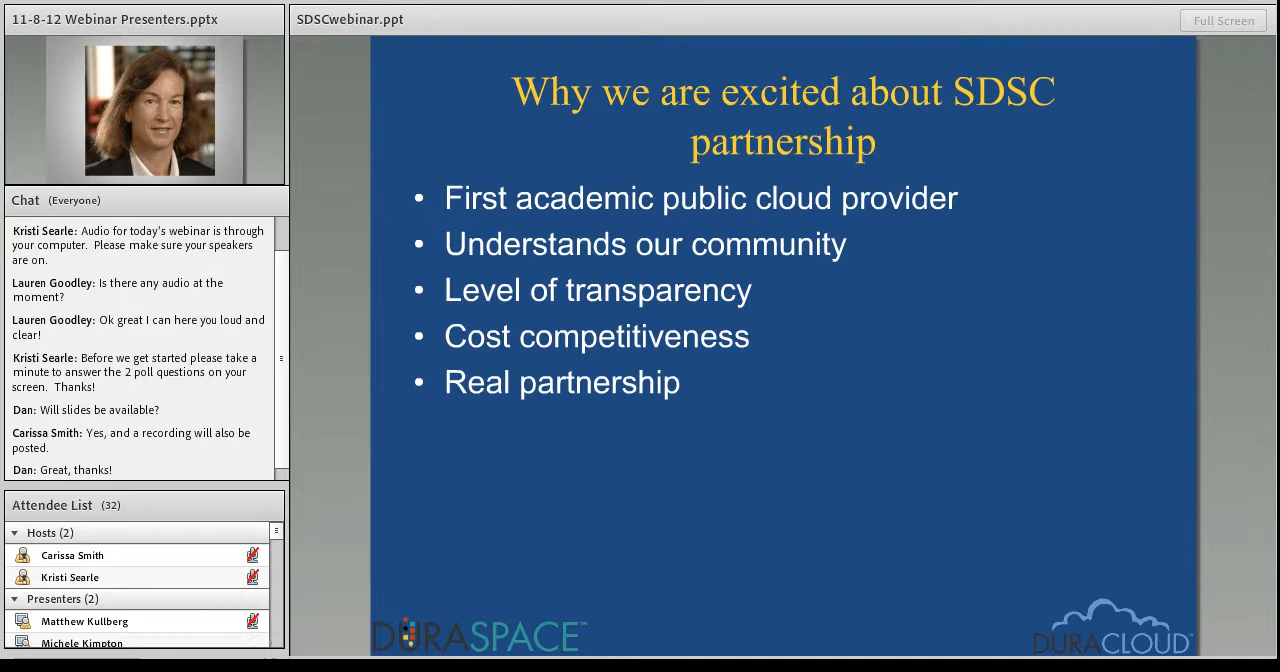 11-8-12 Webinar Presenters.pptx
Chat (Everyone)
Kristi Searle: Audio for today's webinar is through
your computer. Please make sure your speakers
are on.
Lauren Goodley: Is there any audio at the
moment?
Lauren Goodley: Ok great I can here you loud and
clear!
Kristi Searle: Before we get started please take a
minute to answer the 2 poll questions on your
screen. Thanks!
Dan: Will slides be available?
Carissa Smith: Yes, and a recording will also be
posted.
Dan: Great, thanks!
Attendee List (32)
Hosts (2)
Carissa Smith
Kristi Searle
Presenters (2)
Matthew Kullberg
Michele Kimpton
SDSCwebinar.ppt
Full Screen
Why we are excited about SDSC
partnership
• First academic public cloud provider
• Understands our community
• Level of transparency
• Cost competitiveness
• Real partnership
DURASPACE™
DURACLOUD™